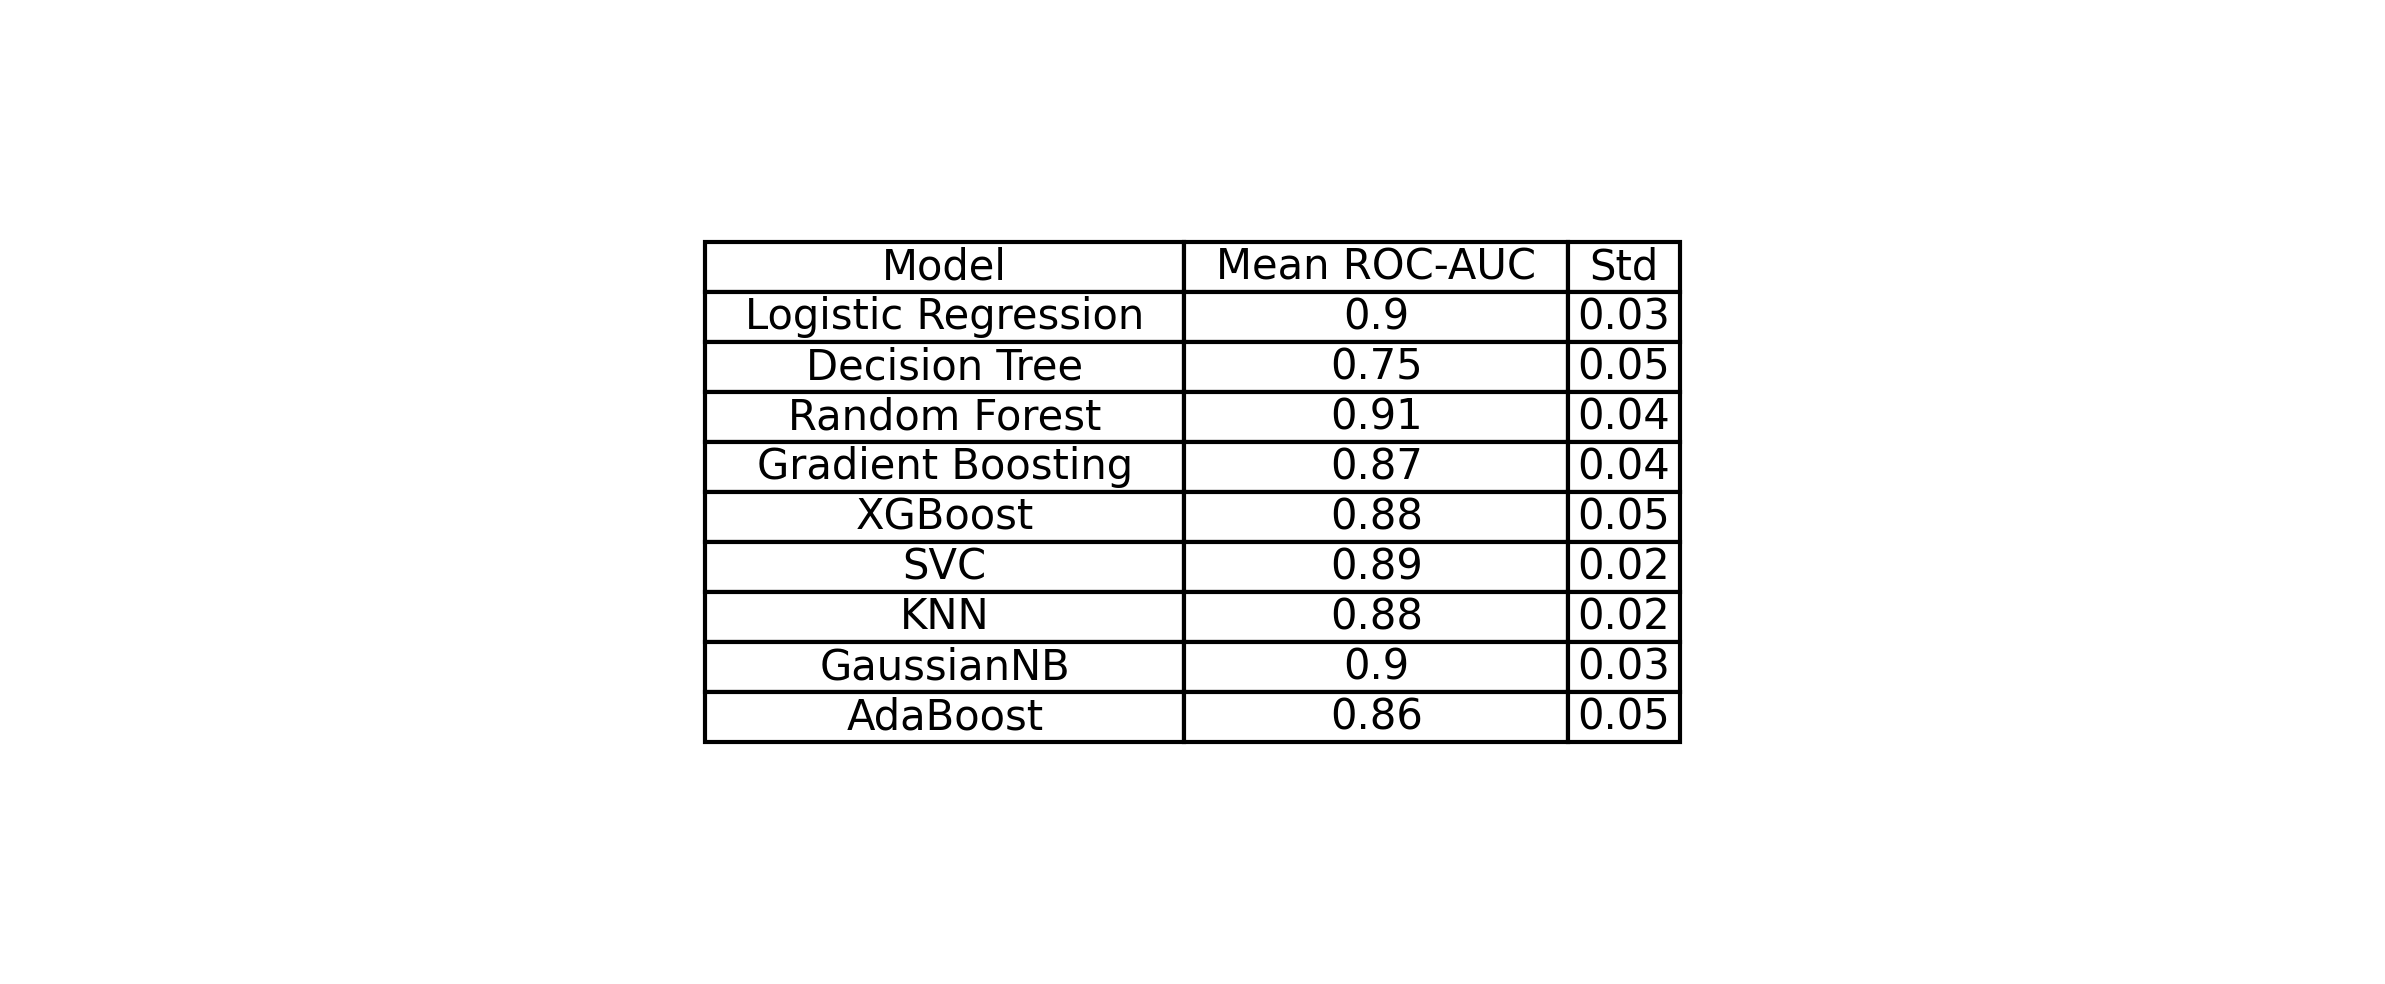 Model Mean ROC-AUC Std
Logistic Regression 0.9 0.03
Decision Tree 0.75 0.05
Random Forest 0.91 0.04
Gradient Boosting 0.87 0.04
XGBoost 0.88 0.05
SVC 0.89 0.02
KNN 0.88 0.02
GaussianNB 0.9 0.03
AdaBoost 0.86 0.05